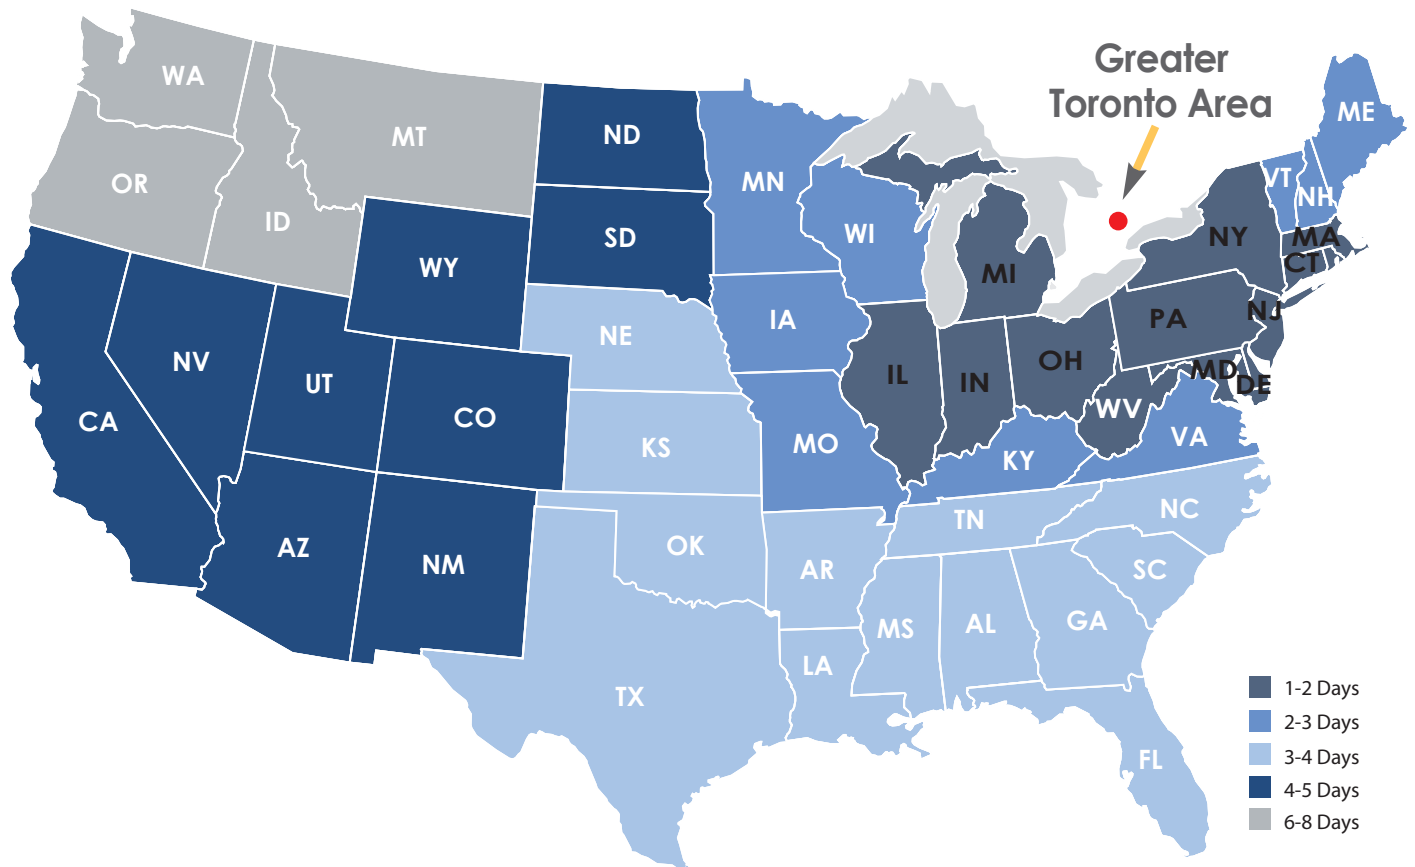 Greater
Toronto Area
WA
MT
ND
MN
ME
OR
ID
SD
WI
VT
NH
WY
MI
NY
MA
CT
NE
IA
PA
NJ
NV
UT
CO
IL
IN
OH
MD
DE
CA
KS
MO
WV
KY
VA
AZ
NM
OK
AR
TN
NC
SC
TX
LA
MS
AL
GA
FL
1-2 Days
2-3 Days
3-4 Days
4-5 Days
6-8 Days